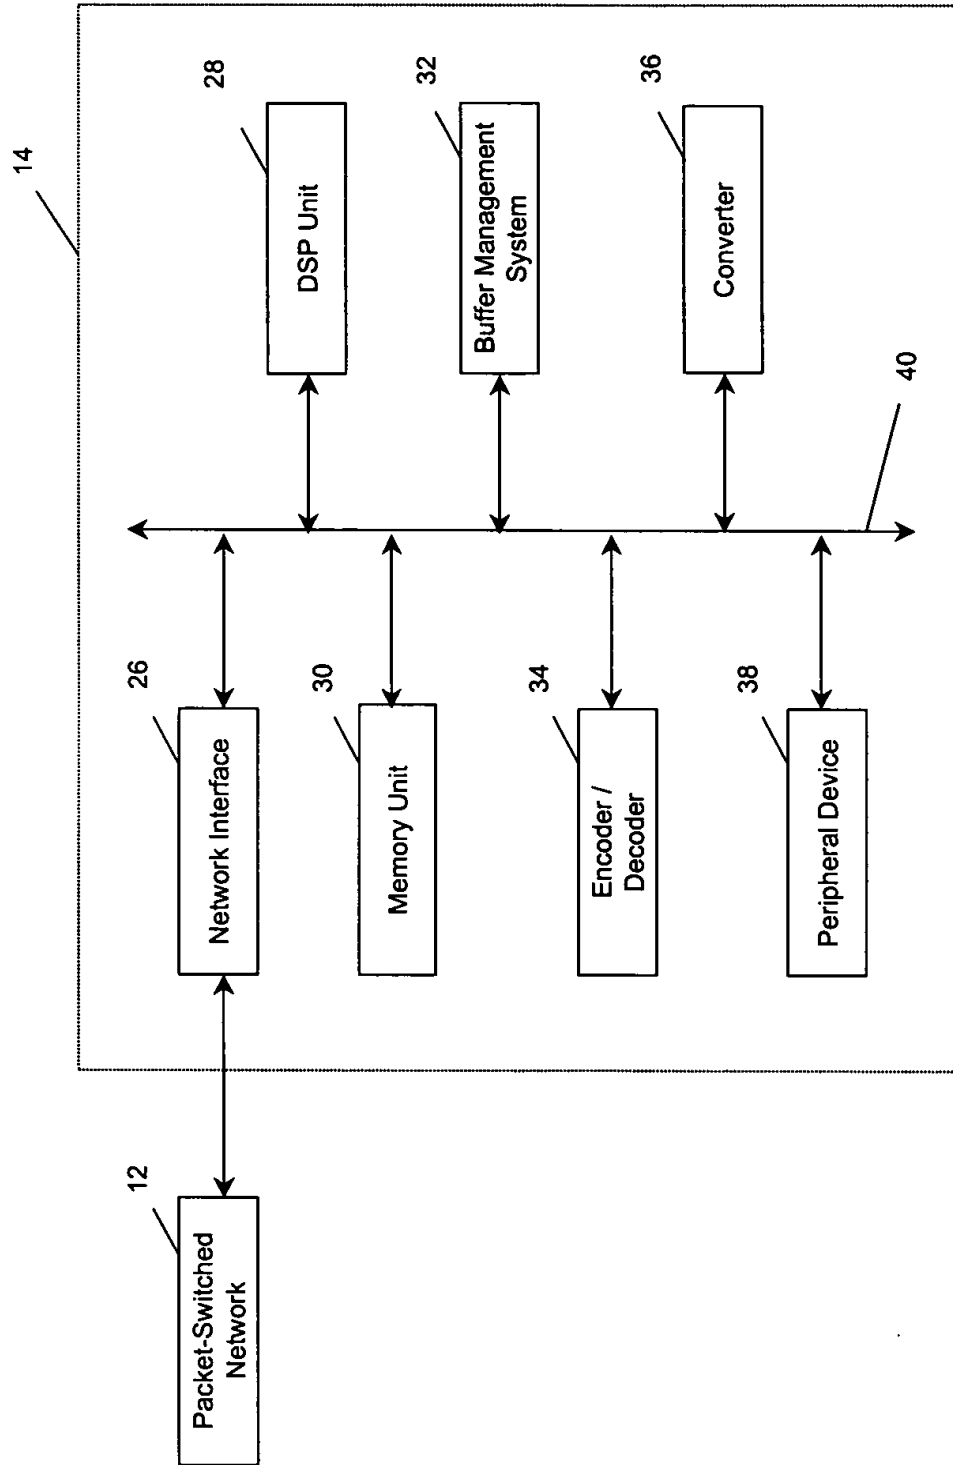 14
28
DSP Unit
32
Buffer Management
System
36
Converter
40
26
Network Interface
30
Memory Unit
34
Encoder /
Decoder
38
Peripheral Device
12
Packet-Switched
Network